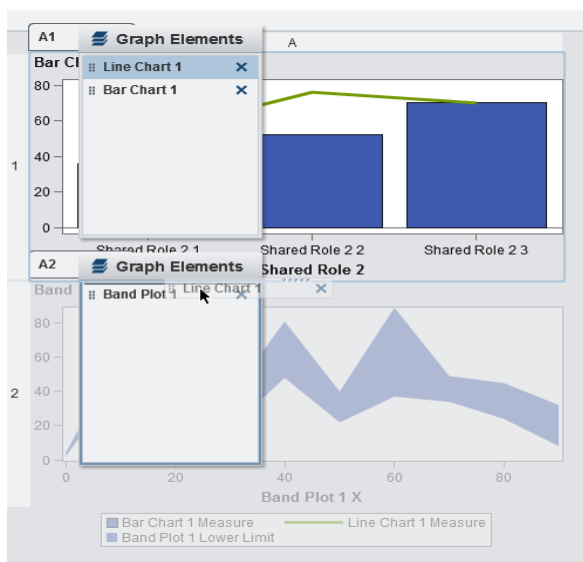 A1
Graph Elements
A
Bar Ch
Line Chart 1
Bar Chart 1
80
60
40
20
0
1
Shared Role 2 1
Shared Role 2 2
Shared Role 2 3
Shared Role 2
A2
Graph Elements
Band
Band Plot 1
Line Chart 1
80
60
40
20
0
2
0
20
40
60
80
Band Plot 1 X
Bar Chart 1 Measure
Line Chart 1 Measure
Band Plot 1 Lower Limit